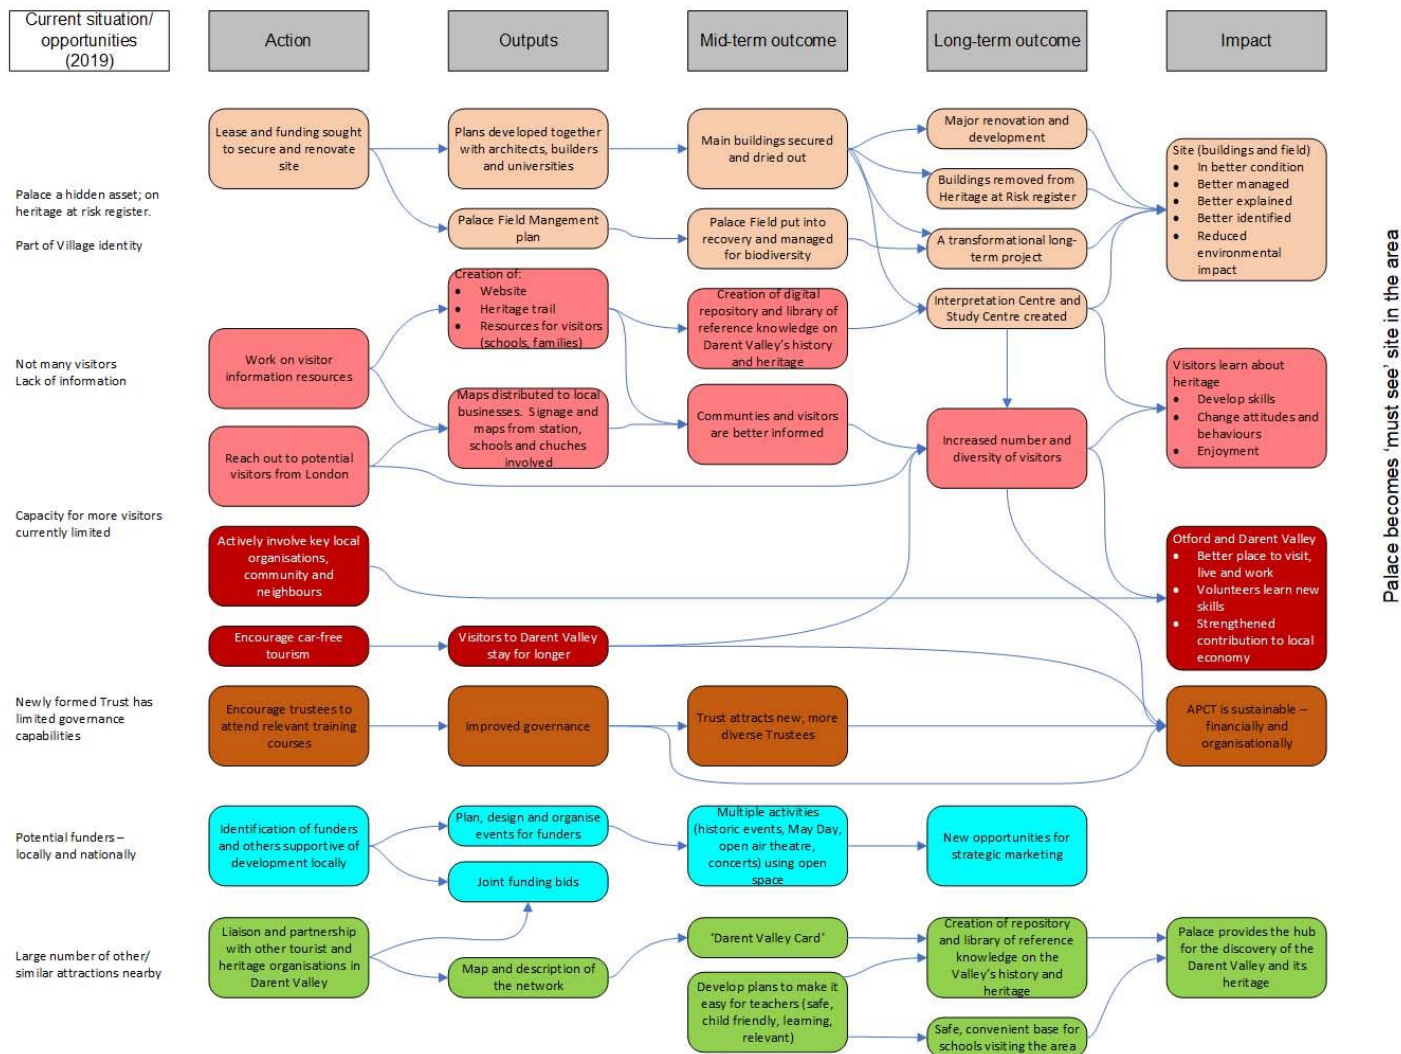 Current situation/
opportunities
(2019)
Action
Outputs
Mid-term outcome
Long-term outcome
Impact
Palace a hidden asset; on
heritage at risk register.
Part of Village identity
Lease and funding sought
to secure and renovate
site
Plans developed together
with architects, builders
and universities
Main buildings secured
and dried out
Major renovation and
development
Buildings removed from
Heritage at Risk register
Palace Field Mangement
plan
Palace Field put into
recovery and managed
for biodiversity
A transformational long-
term project
Interpretation Centre and
Study Centre created
Site (buildings and field)
• In better condition
• Better managed
• Better explained
• Better identified
• Reduced
environmental
impact
Not many visitors
Lack of information
Work on visitor
information resources
Creation of:
• Website
• Heritage trail
• Resources for visitors
(schools, families)
Creation of digital
repository and library of
reference knowledge on
Darent Valley's history
and heritage
Reach out to potential
visitors from London
Maps distributed to local
businesses. Signage and
maps from station,
schools and chuches
involved
Communties and visitors
are better informed
Increased number and
diversity of visitors
Visitors learn about
heritage
• Develop skills
• Change attitudes and
behaviours
• Enjoyment
Capacity for more visitors
currently limited
Actively involve key local
organisations,
community and
neighbours
Encourage car-free
tourism
Visitors to Darent Valley
stay for longer
Otford and Darent Valley
• Better place to visit,
live and work
• Volunteers learn new
skills
• Strengthened
contribution to local
economy
Newly formed Trust has
limited governance
capabilities
Encourage trustees to
attend relevant training
courses
Improved governance
Trust attracts new, more
diverse Trustees
APCT is sustainable –
financially and
organisationally
Potential funders –
locally and nationally
Identification of funders
and others supportive of
development locally
Plan, design and organise
events for funders
Joint funding bids
Multiple activities
(historic events, May Day,
open air theatre,
concerts) using open
space
New opportunities for
strategic marketing
Large number of other/
similar attractions nearby
Liaison and partnership
with other tourist and
heritage organisations in
Darent Valley
Map and description of
the network
'Darent Valley Card'
Develop plans to make it
easy for teachers (safe,
child friendly, learning,
relevant)
Creation of repository
and library of reference
knowledge on the
Valley's history and
heritage
Safe, convenient base for
schools visiting the area
Palace provides the hub
for the discovery of the
Darent Valley and its
heritage
Palace becomes 'must see' site in the area